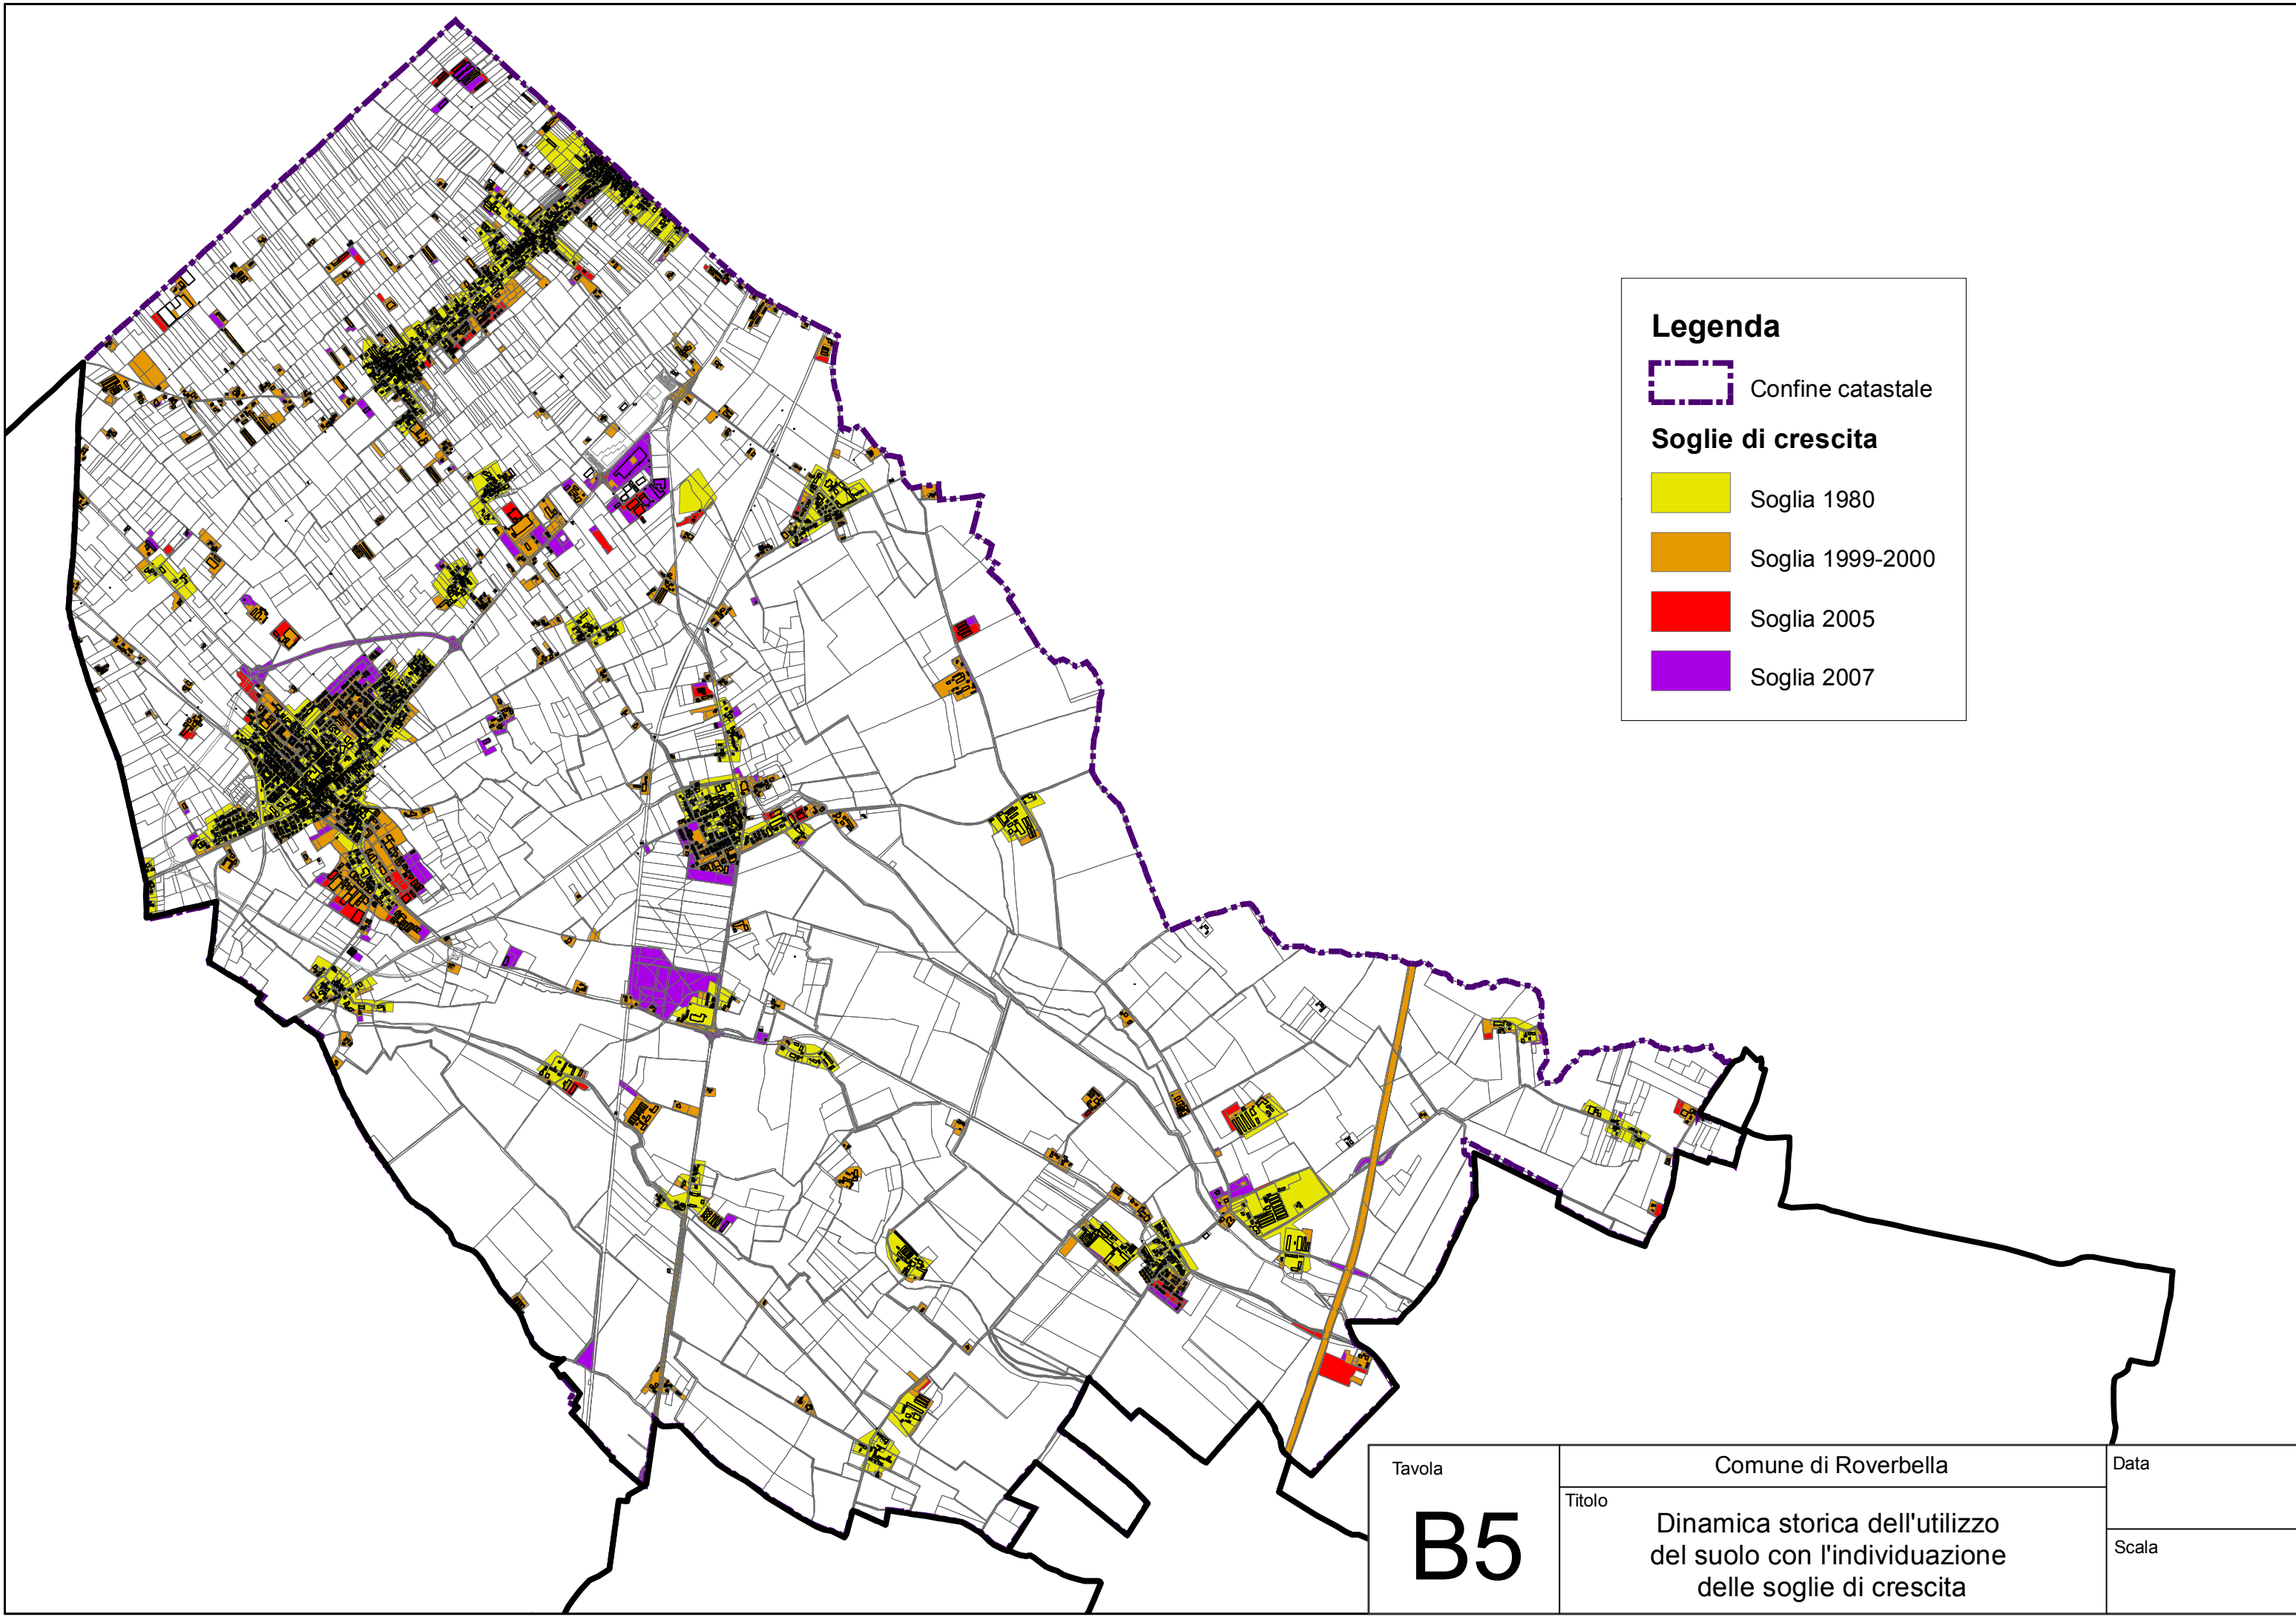 Legenda
Confine catastale
Soglie di crescita
Soglia 1980
Soglia 1999-2000
Soglia 2005
Soglia 2007
Tavola
B5
Comune di Roverbella
Titolo
Dinamica storica dell'utilizzo
del suolo con l'individuazione
delle soglie di crescita
Data
Scala